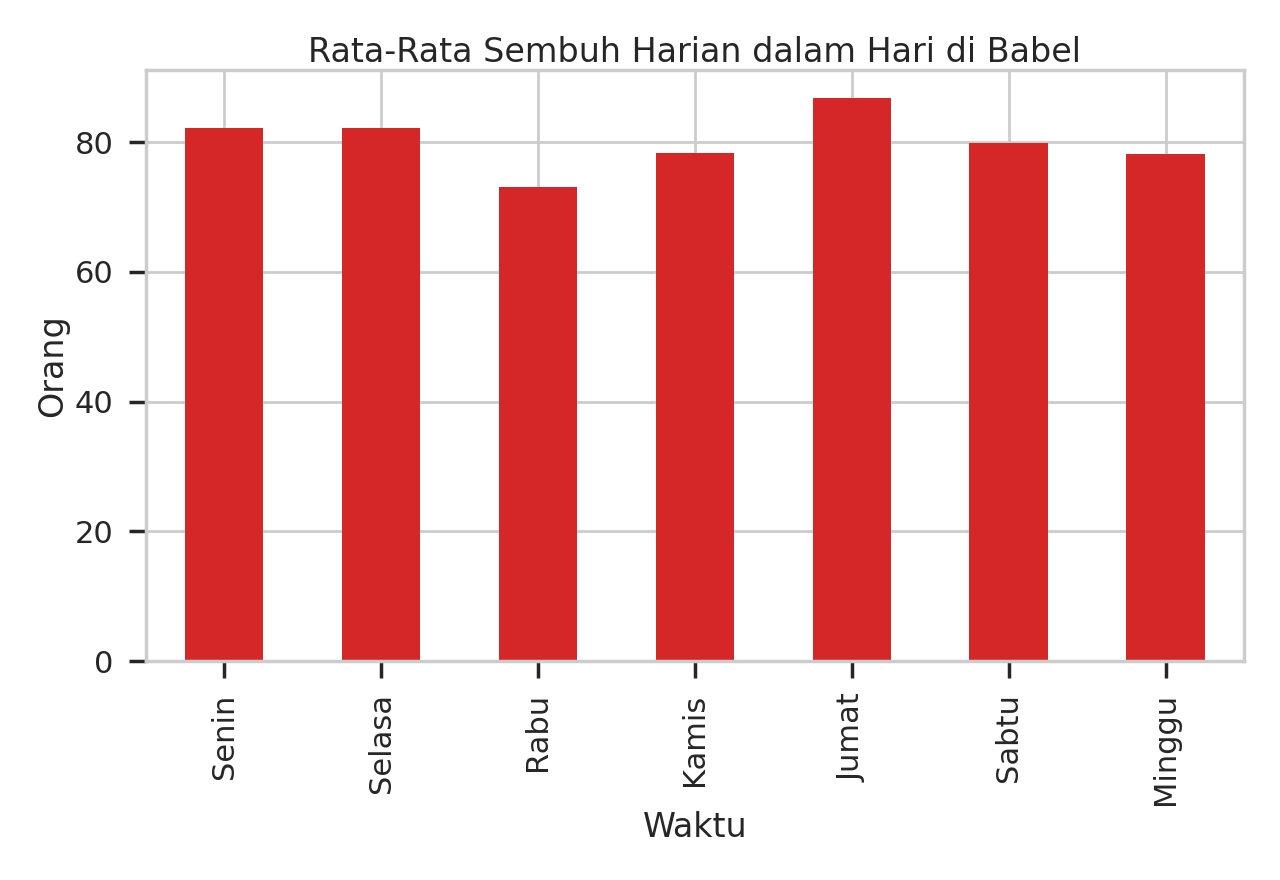 Rata-Rata Sembuh Harian dalam Hari di Babel
Orang
80
60
40
20
0
Senin
Selasa
Rabu
Kamis
Jumat
Sabtu
Minggu
Waktu